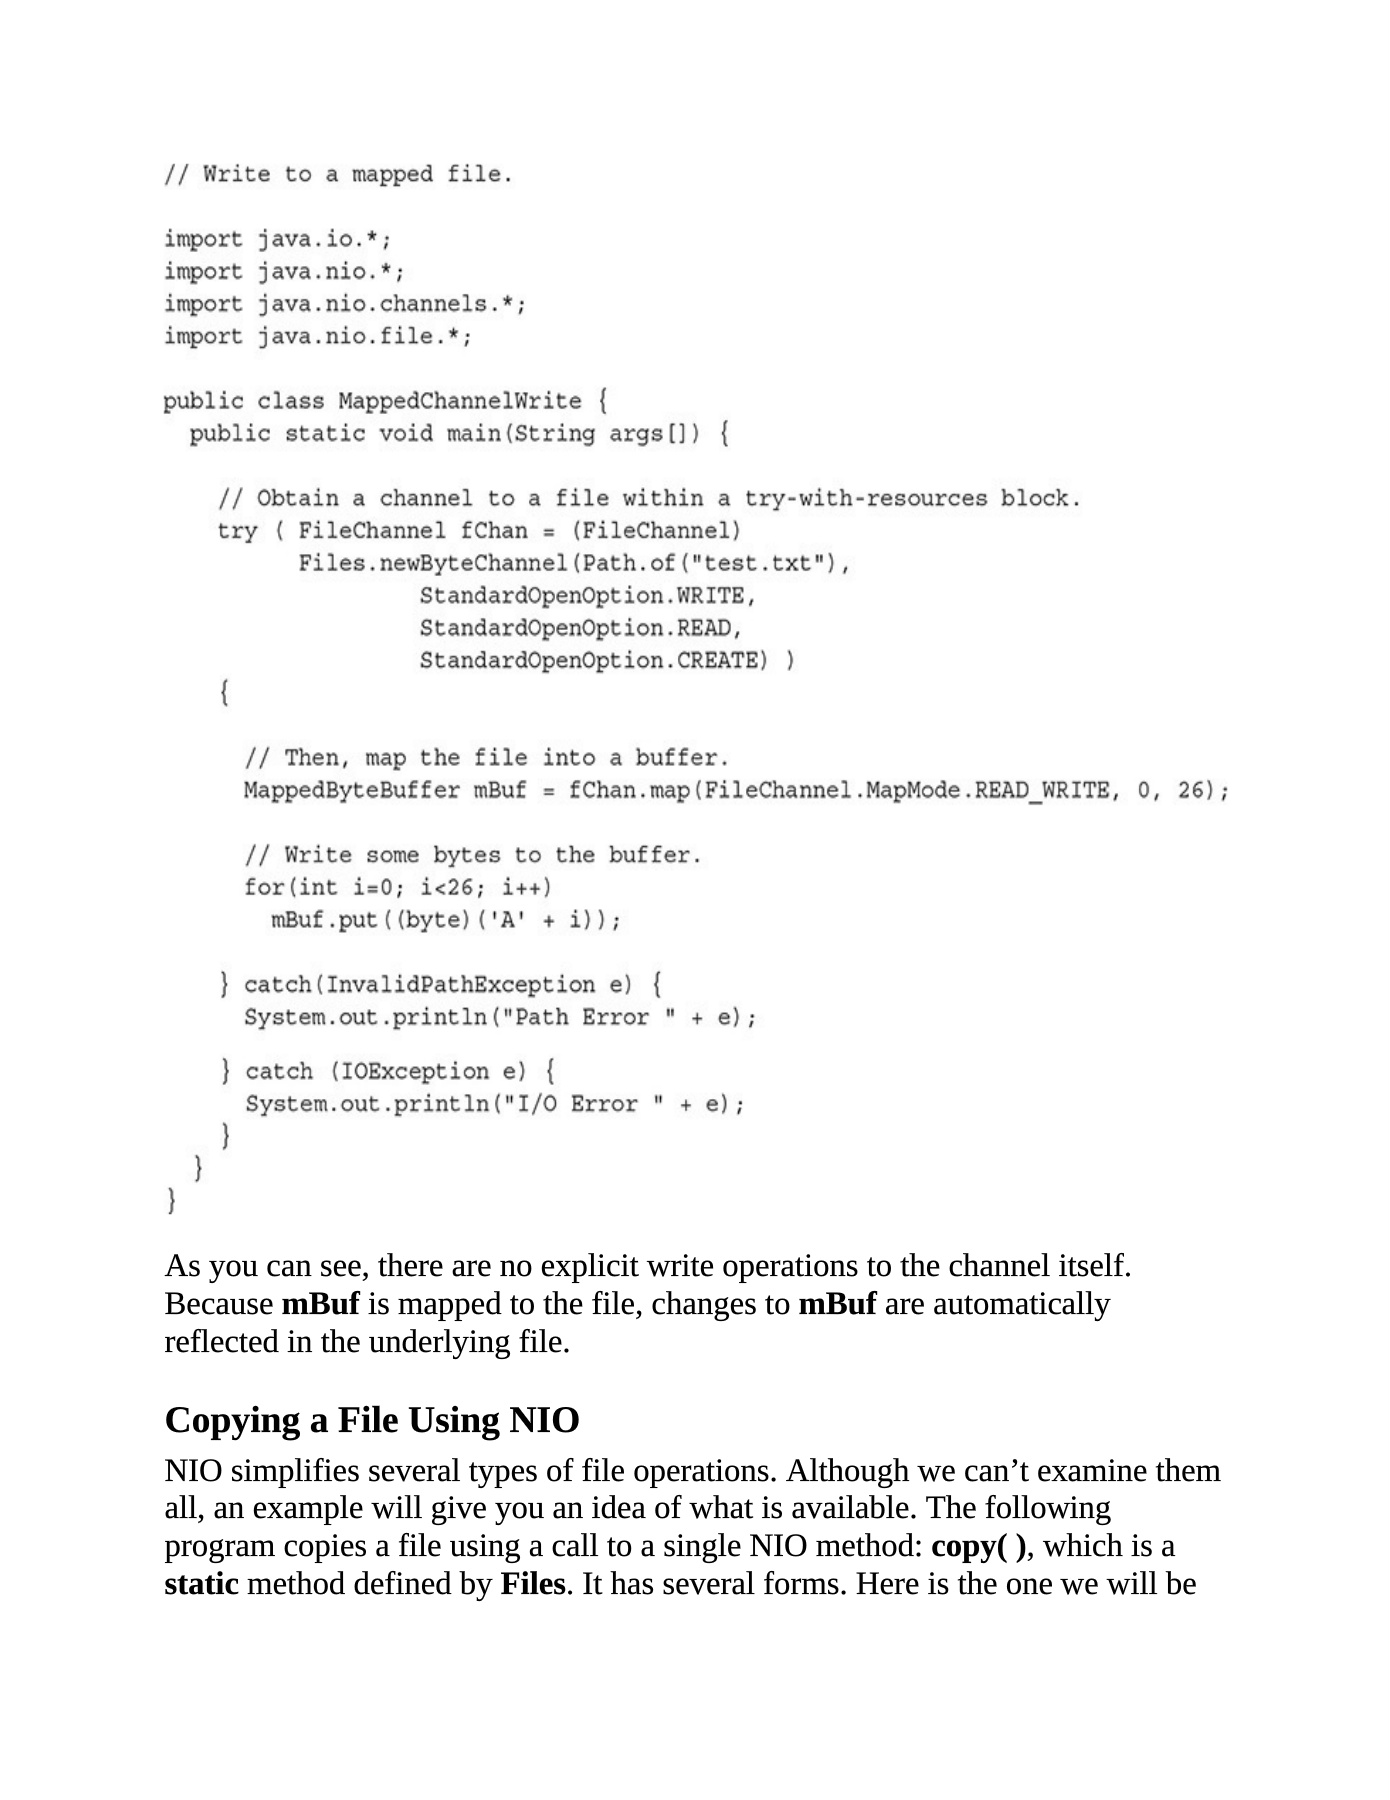 // Write to a mapped file.

import java.io.*;
import java.nio.*;
import java.nio.channels.*;
import java.nio.file.*;

public class MappedChannelWrite {
  public static void main(String args[]) {

    // Obtain a channel to a file within a try-with-resources block.
    try ( FileChannel fChan = (FileChannel)
          Files.newByteChannel(Path.of("test.txt"),
                   StandardOpenOption.WRITE,
                   StandardOpenOption.READ,
                   StandardOpenOption.CREATE) )
    {

      // Then, map the file into a buffer.
      MappedByteBuffer mBuf = fChan.map(FileChannel.MapMode.READ_WRITE, 0, 26);

      // Write some bytes to the buffer.
      for(int i=0; i<26; i++)
        mBuf.put((byte)('A' + i));

    } catch(InvalidPathException e) {
      System.out.println("Path Error " + e);
    } catch (IOException e) {
      System.out.println("I/O Error " + e);
    }
  }
}
As you can see, there are no explicit write operations to the channel itself.
Because mBuf is mapped to the file, changes to mBuf are automatically
reflected in the underlying file.
Copying a File Using NIO
NIO simplifies several types of file operations. Although we can’t examine them
all, an example will give you an idea of what is available. The following
program copies a file using a call to a single NIO method: copy( ), which is a
static method defined by Files. It has several forms. Here is the one we will be